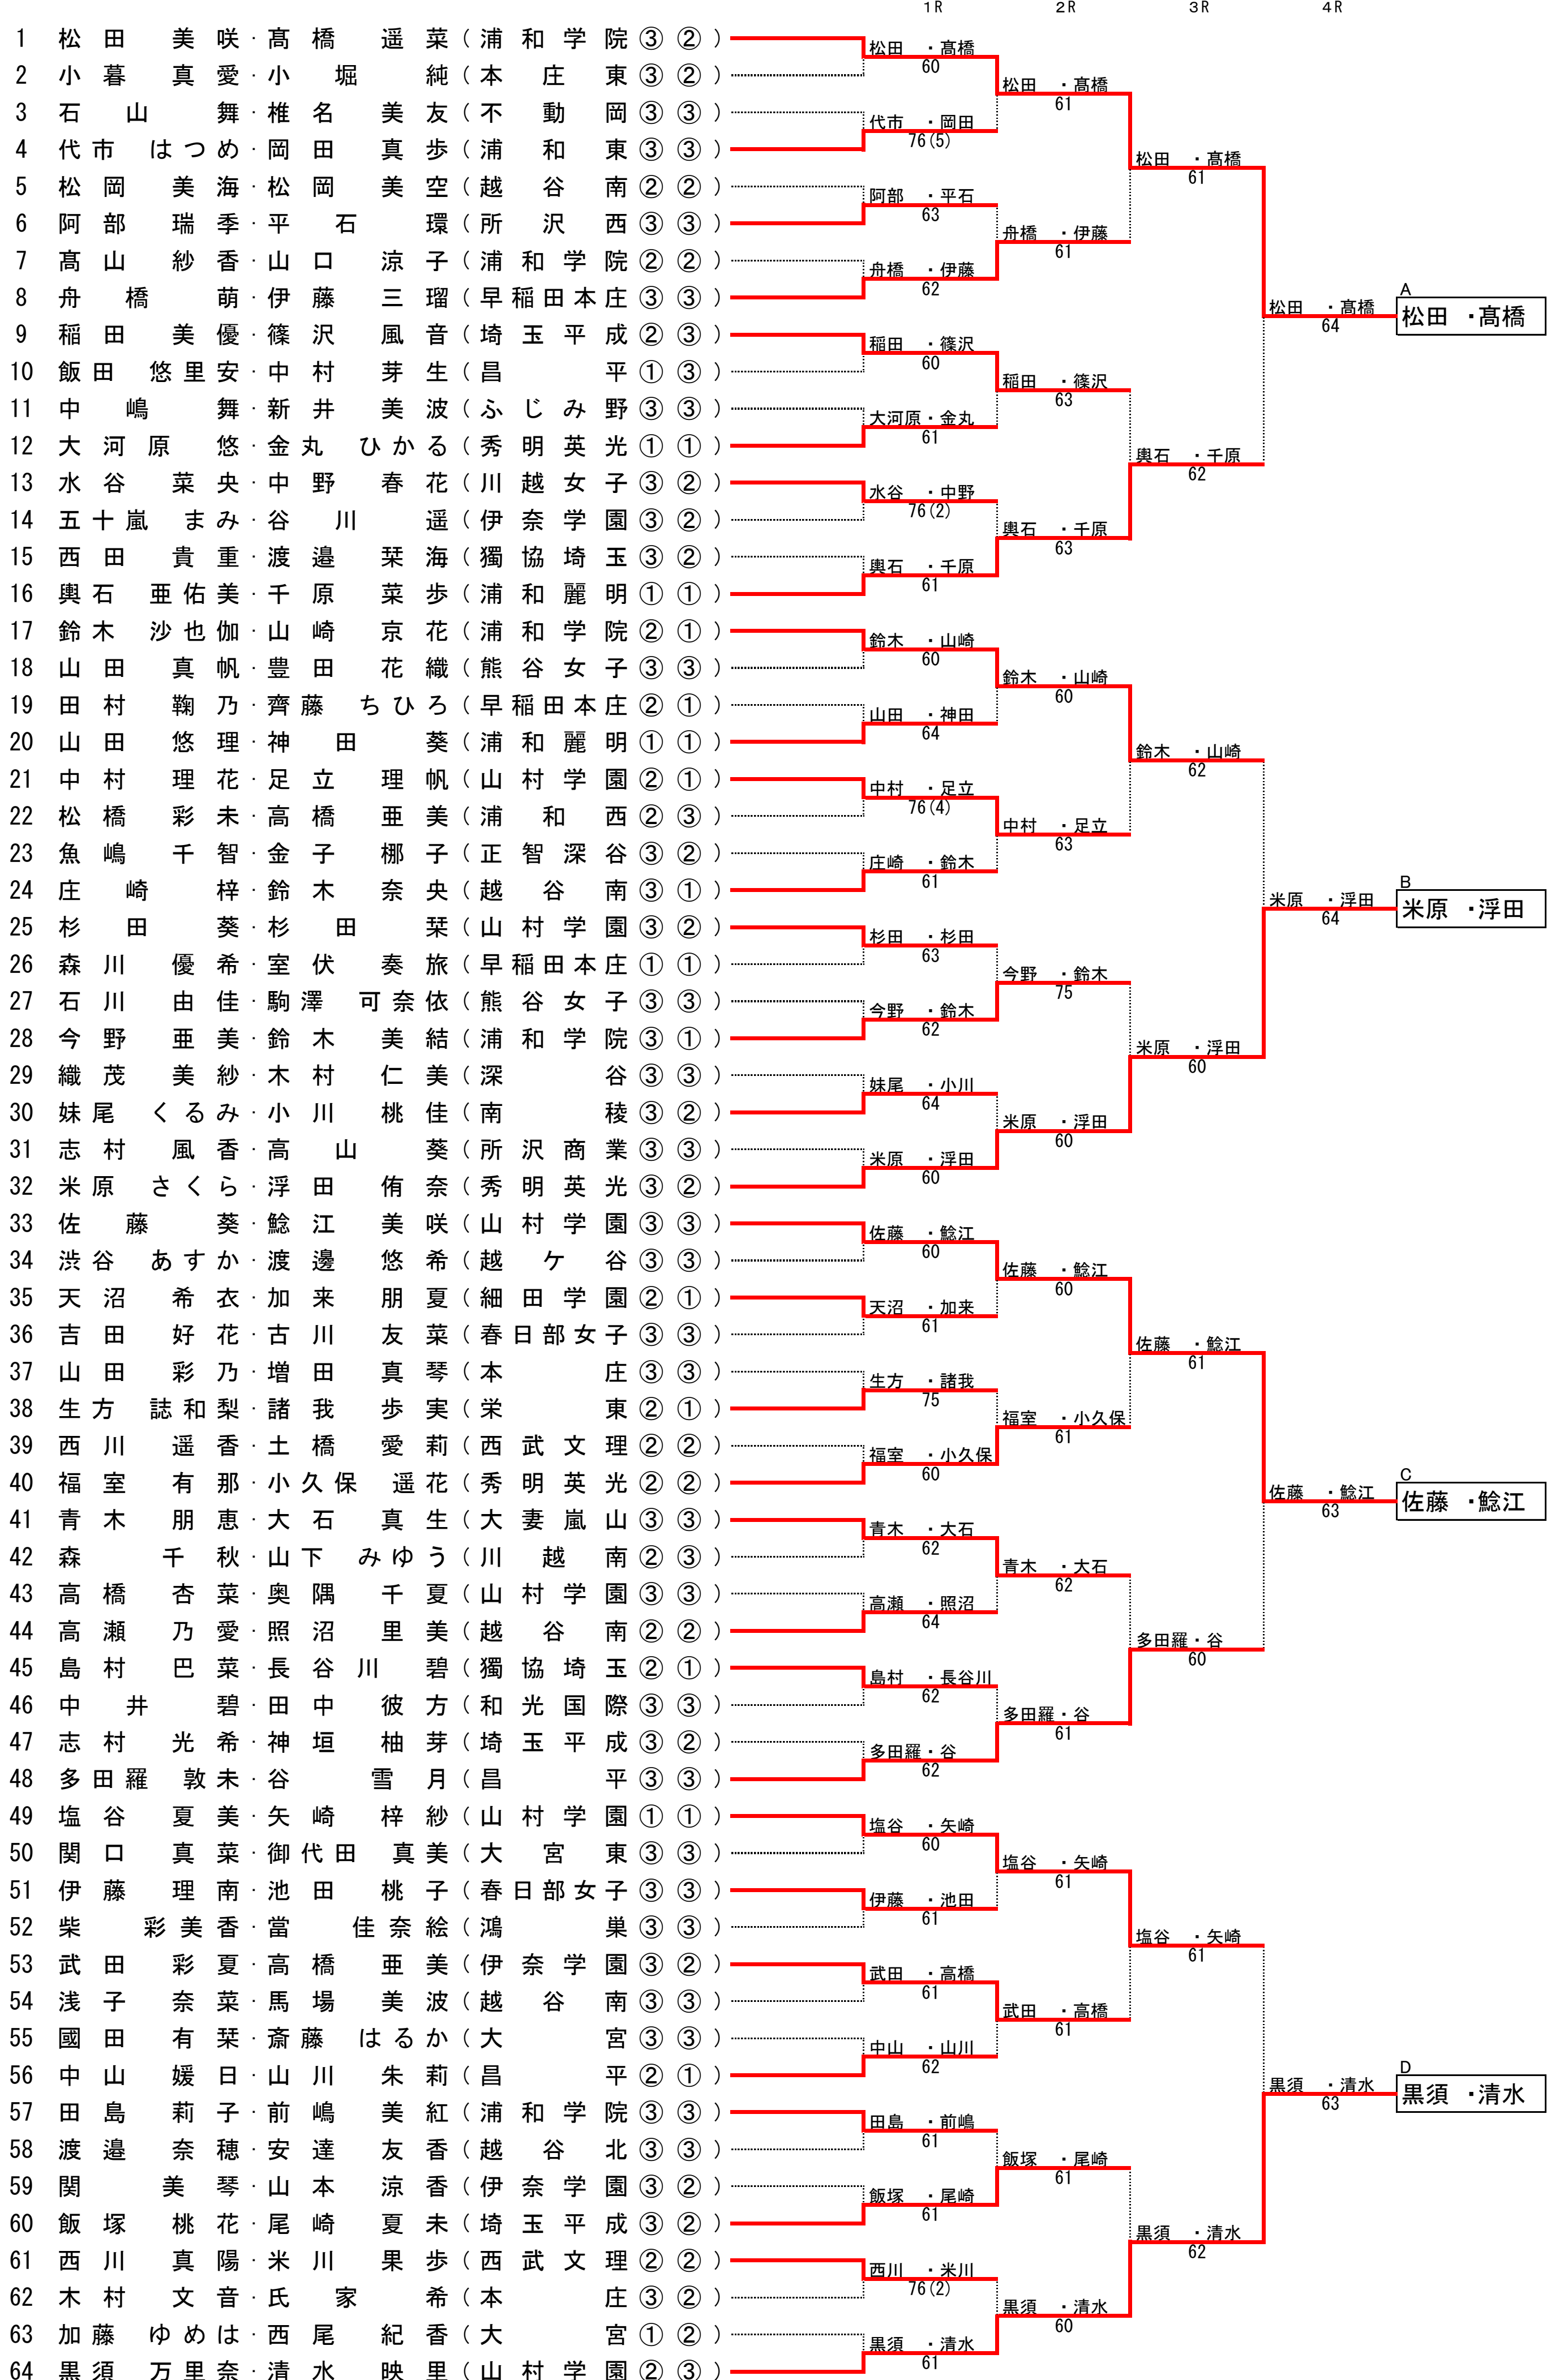 1R 2R 3R 4R
1 松田 美咲・髙橋 遥菜(浦和学院③②)
松田・髙橋
60
2 小暮 真愛・小堀 純(本庄東③②)
松田・髙橋
61
3 石山 舞・椎名 美友(不動岡③③)
代市・岡田
76(5)
4 代市 はつめ・岡田 真歩(浦和東③③)
松田・髙橋
61
5 松岡 美海・松岡 美空(越谷南②②)
阿部・平石
63
6 阿部 瑞季・平石 環(所沢西③③)
舟橋・伊藤
61
7 髙山 紗香・山口 涼子(浦和学院②②)
舟橋・伊藤
62
8 舟橋 萌・伊藤 三瑠(早稲田本庄③③)
A
松田・髙橋
64
松田・髙橋
9 稲田 美優・篠沢 風音(埼玉平成②③)
稲田・篠沢
60
10 飯田 悠里安・中村 芽生(昌平①③)
稲田・篠沢
63
11 中嶋 舞・新井 美波(ふじみ野③③)
大河原・金丸
61
12 大河原 悠・金丸 ひかる(秀明英光①①)
輿石・千原
62
13 水谷 菜央・中野 春花(川越女子③②)
水谷・中野
76(2)
14 五十嵐 まみ・谷川 遥(伊奈学園③②)
輿石・千原
63
15 西田 貴重・渡邉 栞海(獨協埼玉③②)
輿石・千原
61
16 輿石 亜佑美・千原 菜歩(浦和麗明①①)
17 鈴木 沙也伽・山崎 京花(浦和学院②①)
鈴木・山崎
60
18 山田 真帆・豊田 花織(熊谷女子③③)
鈴木・山崎
60
19 田村 鞠乃・齊藤 ちひろ(早稲田本庄②①)
山田・神田
64
20 山田 悠理・神田 葵(浦和麗明①①)
鈴木・山崎
62
21 中村 理花・足立 理帆(山村学園②①)
中村・足立
76(4)
22 松橋 彩未・高橋 亜美(浦和西②③)
中村・足立
63
23 魚嶋 千智・金子 梛子(正智深谷③②)
庄崎・鈴木
61
24 庄崎 梓・鈴木 奈央(越谷南③①)
B
米原・浮田
64
米原・浮田
25 杉田 葵・杉田 栞(山村学園③②)
杉田・杉田
63
26 森川 優希・室伏 奏旅(早稲田本庄①①)
今野・鈴木
75
27 石川 由佳・駒澤 可奈依(熊谷女子③③)
今野・鈴木
62
28 今野 亜美・鈴木 美結(浦和学院③①)
米原・浮田
60
29 織茂 美紗・木村 仁美(深谷③③)
妹尾・小川
64
30 妹尾 くるみ・小川 桃佳(南稜③②)
米原・浮田
60
31 志村 風香・高山 葵(所沢商業③③)
米原・浮田
60
32 米原 さくら・浮田 侑奈(秀明英光③②)
33 佐藤 葵・鯰江 美咲(山村学園③③)
佐藤・鯰江
60
34 渋谷 あすか・渡邊 悠希(越ケ谷③③)
佐藤・鯰江
60
35 天沼 希衣・加来 朋夏(細田学園②①)
天沼・加来
61
36 吉田 好花・古川 友菜(春日部女子③③)
佐藤・鯰江
61
37 山田 彩乃・増田 真琴(本庄③③)
生方・諸我
75
38 生方 誌和梨・諸我 歩実(栄東②①)
福室・小久保
61
39 西川 遥香・土橋 愛莉(西武文理②②)
福室・小久保
60
40 福室 有那・小久保 遥花(秀明英光②②)
C
佐藤・鯰江
63
佐藤・鯰江
41 青木 朋恵・大石 真生(大妻嵐山③③)
青木・大石
62
42 森 千秋・山下 みゆう(川越南②③)
青木・大石
62
43 高橋 杏菜・奥隅 千夏(山村学園③③)
高瀬・照沼
64
44 高瀬 乃愛・照沼 里美(越谷南②②)
多田羅・谷
60
45 島村 巴菜・長谷川 碧(獨協埼玉②①)
島村・長谷川
62
46 中井 碧・田中 彼方(和光国際③③)
多田羅・谷
61
47 志村 光希・神垣 柚芽(埼玉平成③②)
多田羅・谷
62
48 多田羅 敦未・谷 雪月(昌平③③)
49 塩谷 夏美・矢崎 梓紗(山村学園①①)
塩谷・矢崎
60
50 関口 真菜・御代田 真美(大宮東③③)
塩谷・矢崎
61
51 伊藤 理南・池田 桃子(春日部女子③③)
伊藤・池田
61
52 柴 彩美香・當 佳奈絵(鴻巣③③)
塩谷・矢崎
61
53 武田 彩夏・高橋 亜美(伊奈学園③②)
武田・高橋
61
54 浅子 奈菜・馬場 美波(越谷南③③)
武田・高橋
61
55 國田 有栞・斎藤 はるか(大宮③③)
中山・山川
62
56 中山 媛日・山川 朱莉(昌平②①)
D
黒須・清水
63
黒須・清水
57 田島 莉子・前嶋 美紅(浦和学院③③)
田島・前嶋
61
58 渡邉 奈穂・安達 友香(越谷北③③)
飯塚・尾崎
61
59 関 美琴・山本 涼香(伊奈学園③②)
飯塚・尾崎
61
60 飯塚 桃花・尾崎 夏未(埼玉平成③②)
黒須・清水
62
61 西川 真陽・米川 果歩(西武文理②②)
西川・米川
76(2)
62 木村 文音・氏家 希(本庄③②)
黒須・清水
60
63 加藤 ゆめは・西尾 紀香(大宮①②)
黒須・清水
61
64 黒須 万里奈・清水 映里(山村学園②③)